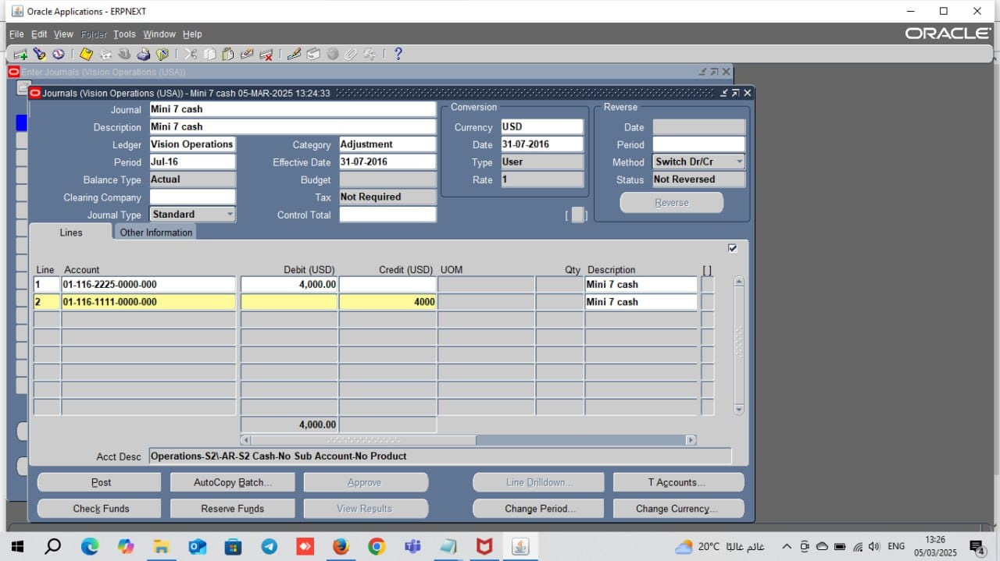 Oracle Applications - ERPNEXT
File Edit View Folder Tools Window Help
ORACLE
Enter Journals (Vision Operations (USA))
Journals (Vision Operations (USA)) - Mini 7 cash 05-MAR-2025 13:24:33
Journal Mini 7 cash
Description Mini 7 cash
Ledger Vision Operations Category Adjustment
Period Jul-16 Effective Date 31-07-2016
Balance Type Actual Budget
Clearing Company Tax Not Required
Journal Type Standard Control Total
Conversion
Currency USD
Date 31-07-2016
Type User
Rate 1
Reverse
Date
Period
Method Switch Dr/Cr
Status Not Reversed
Reverse
[ ]
Lines Other Information
Line Account Debit (USD) Credit (USD) UOM Qty Description [ ]
1 01-116-2225-0000-000 4,000.00 Mini 7 cash
2 01-116-1111-0000-000 4000 Mini 7 cash
4,000.00
Acct Desc Operations-S2\-AR-S2 Cash-No Sub Account-No Product
Post AutoCopy Batch... Approve Line Drilldown... T Accounts...
Check Funds Reserve Funds View Results Change Period... Change Currency...
20°C غائم غالبًا ENG 13:26
05/03/2025 4